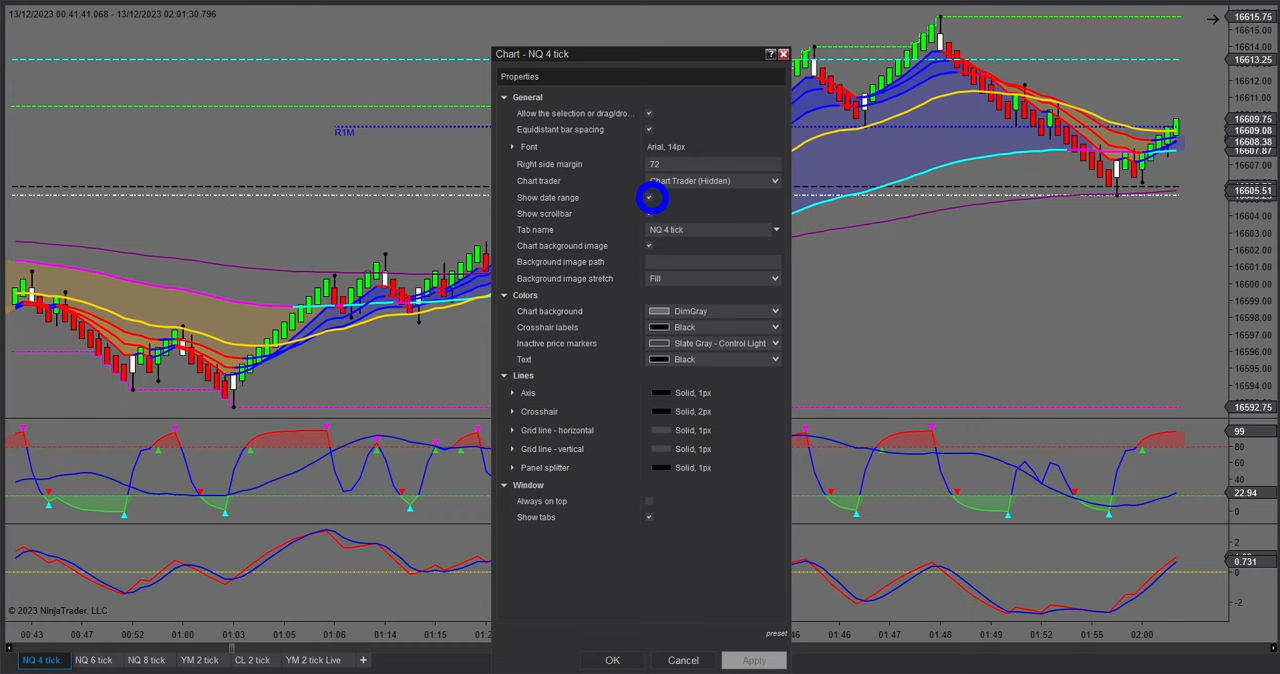 13/12/2023 00:41:41.068 - 13/12/2023 02:01:30.796
16615.75
16615.00
16614.00
16613.25
16612.00
16611.00
16609.75
16609.08
16608.38
16607.87
16607.00
16605.51
16604.00
16603.00
16602.00
16601.00
16600.00
16599.00
16598.00
16597.00
16596.00
16595.00
16594.00
16592.75
R1M
Chart - NQ 4 tick
?
Properties
General
Allow the selection or drag/dro...
Equidistant bar spacing
Font Arial, 14px
Right side margin 72
Chart trader Chart Trader (Hidden)
Show date range
Show scrollbar
Tab name NQ 4 tick
Chart background image
Background image path
Background image stretch Fill
Colors
Chart background DimGray
Crosshair labels Black
Inactive price markers Slate Gray - Control Light
Text Black
Lines
Axis Solid, 1px
Crosshair Solid, 2px
Grid line - horizontal Solid, 1px
Grid line - vertical Solid, 1px
Panel splitter Solid, 1px
Window
Always on top
Show tabs
preset
OK Cancel Apply
99
80
60
40
22.94
0
2
0.731
0
-2
© 2023 NinjaTrader, LLC
00:43 00:47 00:52 01:00 01:03 01:05 01:06 01:14 01:15 01:46 01:48 01:49 01:52 01:55 02:00
NQ 4 tick NQ 6 tick NQ 8 tick YM 2 tick CL 2 tick YM 2 tick Live +